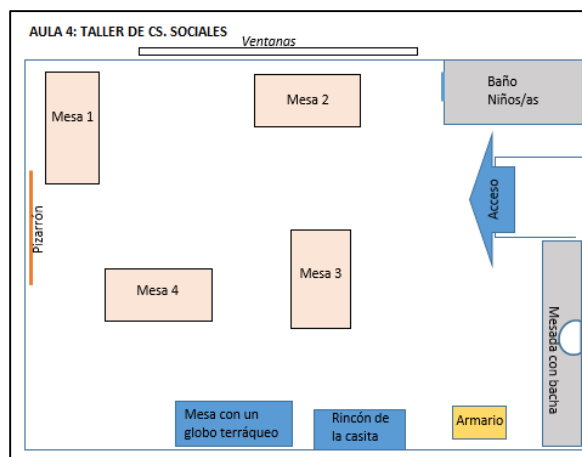 AULA 4: TALLER DE CS. SOCIALES
Ventanas
Mesa 1
Mesa 2
Baño
Niños/as
Acceso
Pizarrón
Mesa 3
Mesa 4
Mesada con bacha
Mesa con un
globo terráqueo
Rincón de
la casita
Armario